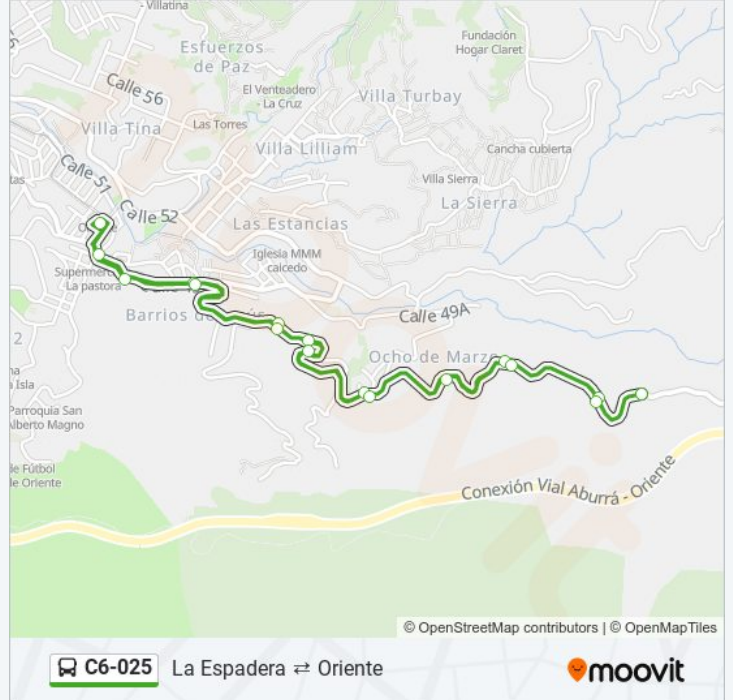 - Villatina
Esfuerzos
de Paz
Fundación
Hogar Claret
Calle 56
El Venteadero
- La Cruz
Villa Turbay
Villa Tina
Las Torres
Villa Lilliam
Cancha cubierta
Calle 51
Villa Sierra
La Sierra
Calle 52
Las Estancias
Iglesia MMM
caicedo
La pastora
Calle 49A
2
Ocho de Marzo
Isla
Parroquia San
Alberto Magno
de Fútbol
de Oriente
Conexión Vial Aburrá - Oriente
© OpenStreetMap contributors | © OpenMapTiles
C6-025 La Espadera ⇄ Oriente
moovit